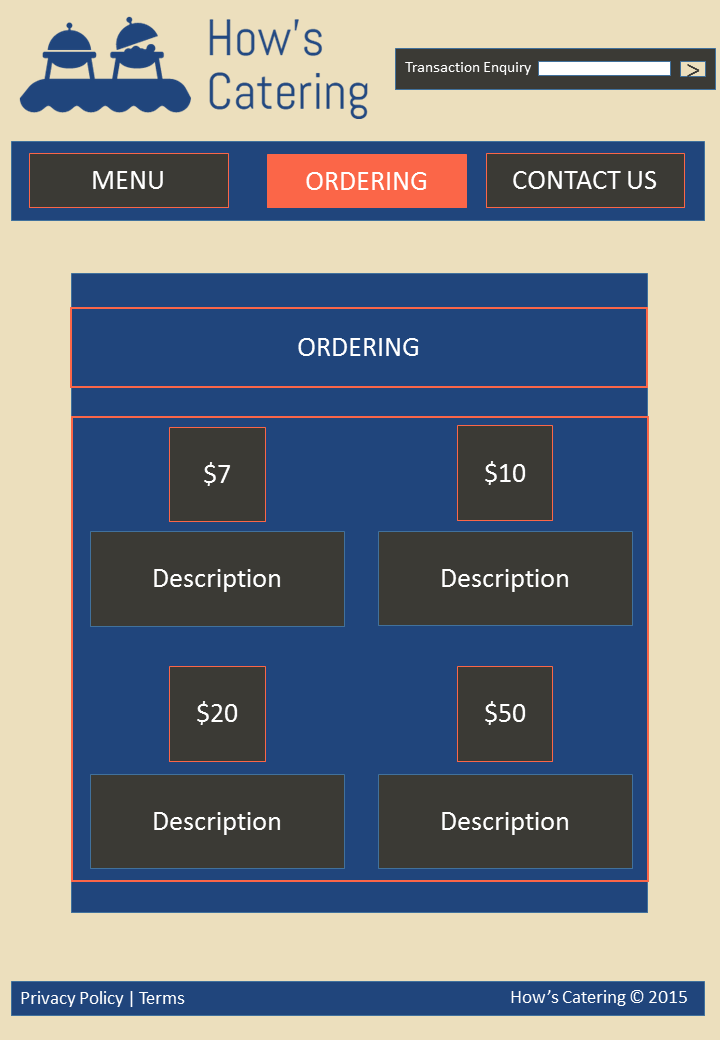 How's
Catering
Transaction Enquiry
>
MENU
ORDERING
CONTACT US
ORDERING
$7
$10
Description
Description
$20
$50
Description
Description
Privacy Policy | Terms
How’s Catering © 2015